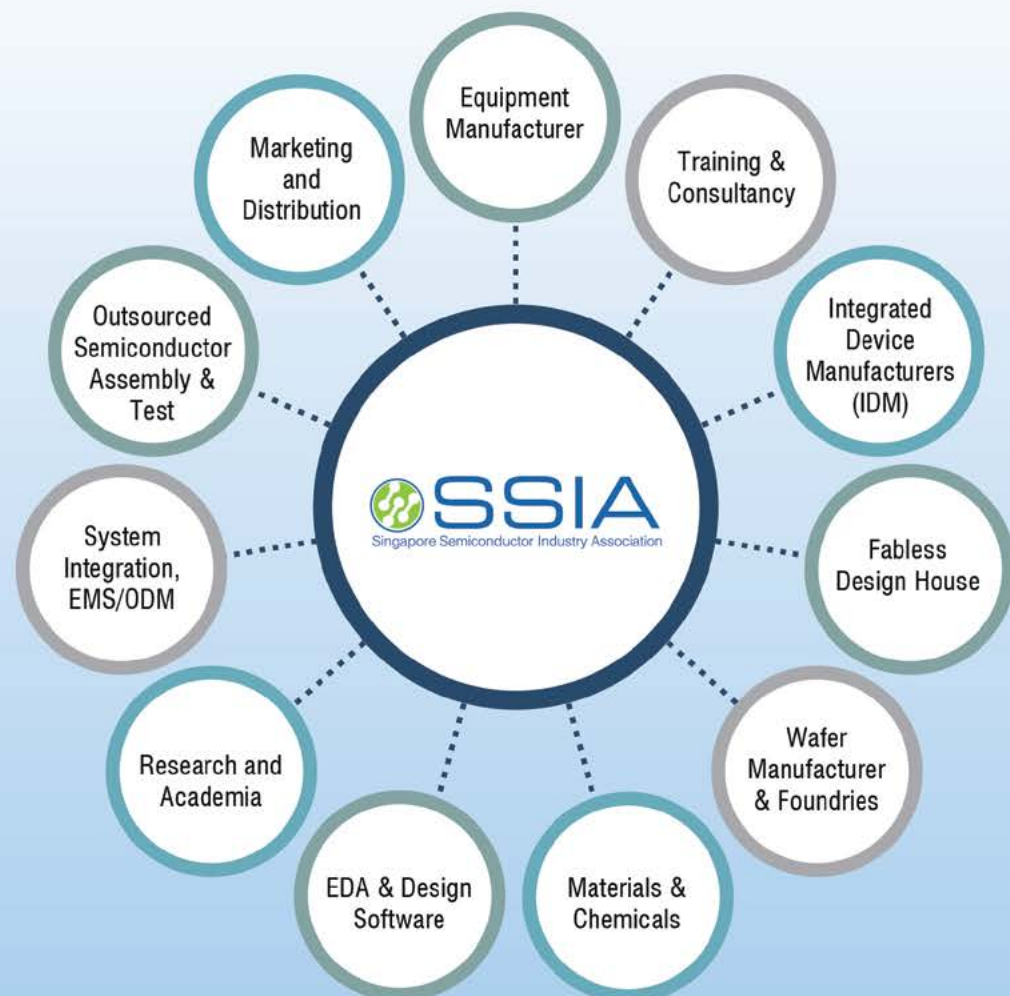 Equipment
Manufacturer
Training &
Consultancy
Integrated
Device
Manufacturers
(IDM)
Fabless
Design House
Wafer
Manufacturer
& Foundries
Materials &
Chemicals
EDA & Design
Software
Research and
Academia
System
Integration,
EMS/ODM
Outsourced
Semiconductor
Assembly &
Test
Marketing
and
Distribution
SSIA
Singapore Semiconductor Industry Association